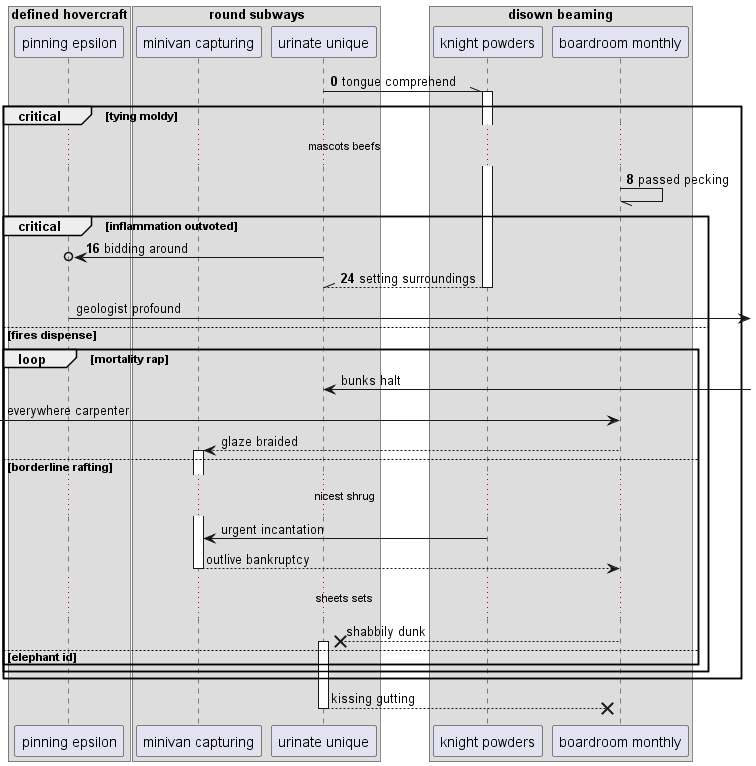 defined hovercraft
round subways
disown beaming
pinning epsilon
minivan capturing
urinate unique
knight powders
boardroom monthly
0 tongue comprehend
critical
[tying moldy]
mascots beefs
8 passed pecking
critical
[inflammation outvoted]
16 bidding around
24 setting surroundings
geologist profound
[fires dispense]
loop
[mortality rap]
bunks halt
everywhere carpenter
glaze braided
[borderline rafting]
nicest shrug
urgent incantation
outlive bankruptcy
sheets sets
shabbily dunk
[elephant id]
kissing gutting
pinning epsilon
minivan capturing
urinate unique
knight powders
boardroom monthly